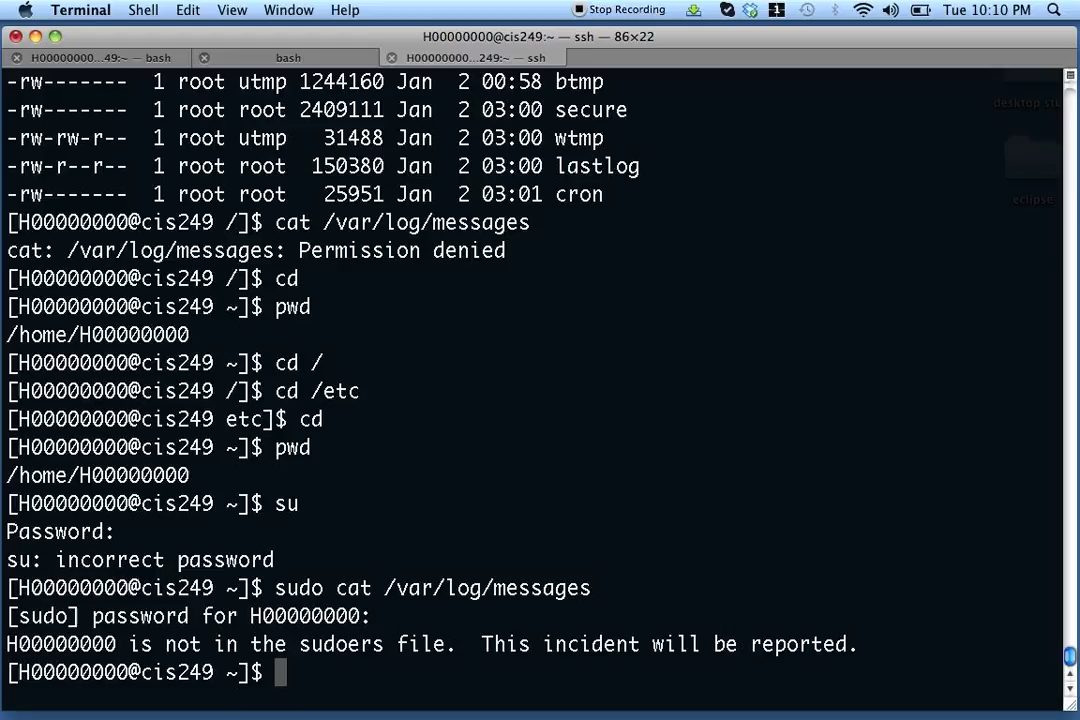 Terminal Shell Edit View Window Help Stop Recording 1 Tue 10:10 PM
H00000000@cis249:~ — ssh — 86×22
H00000000...49:~ — bash bash H00000000...249:~ — ssh
-rw------- 1 root utmp 1244160 Jan 2 00:58 btmp
-rw------- 1 root root 2409111 Jan 2 03:00 secure
-rw-rw-r-- 1 root utmp 31488 Jan 2 03:00 wtmp
-rw-r--r-- 1 root root 150380 Jan 2 03:00 lastlog
-rw------- 1 root root 25951 Jan 2 03:01 cron
[H00000000@cis249 /]$ cat /var/log/messages
cat: /var/log/messages: Permission denied
[H00000000@cis249 /]$ cd
[H00000000@cis249 ~]$ pwd
/home/H00000000
[H00000000@cis249 ~]$ cd /
[H00000000@cis249 /]$ cd /etc
[H00000000@cis249 etc]$ cd
[H00000000@cis249 ~]$ pwd
/home/H00000000
[H00000000@cis249 ~]$ su
Password:
su: incorrect password
[H00000000@cis249 ~]$ sudo cat /var/log/messages
[sudo] password for H00000000:
H00000000 is not in the sudoers file.  This incident will be reported.
[H00000000@cis249 ~]$
eclipse